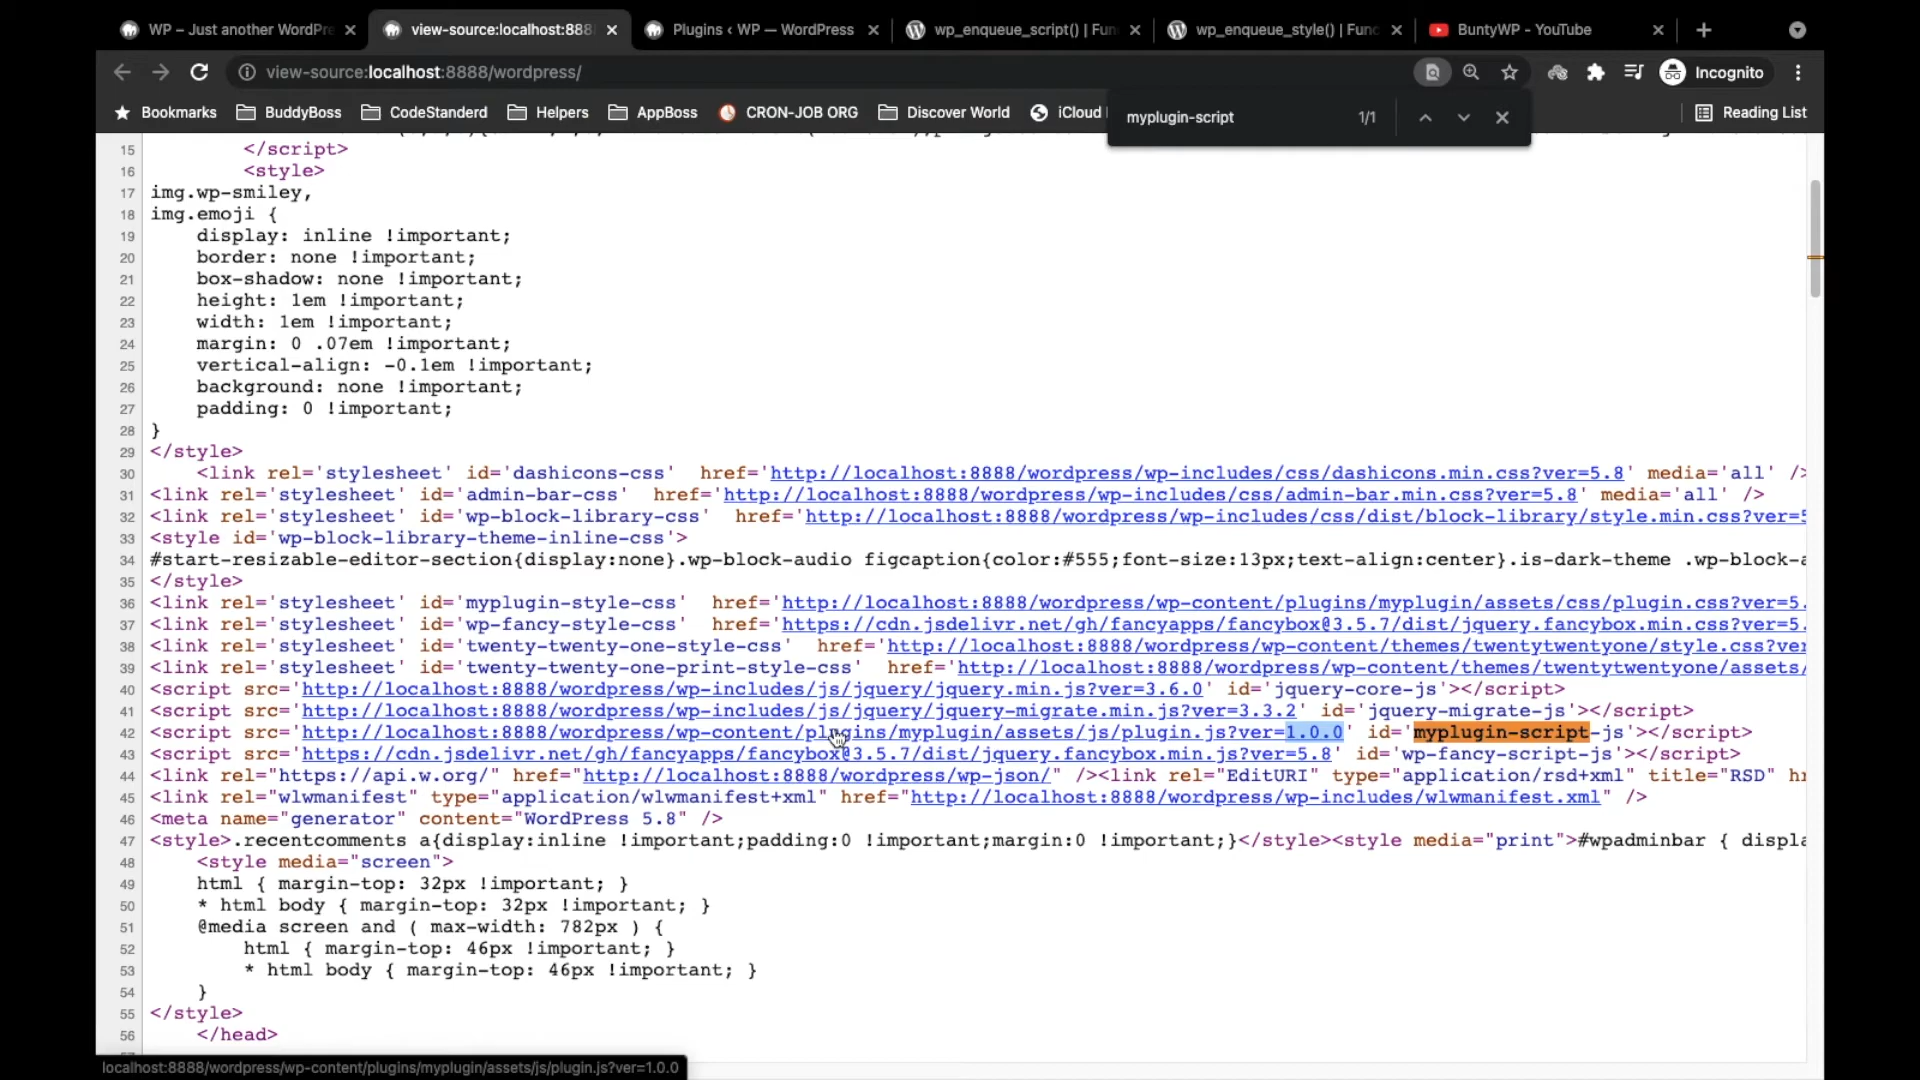 WP – Just another WordPre
view-source:localhost:888
Plugins ‹ WP — WordPress
wp_enqueue_script() | Fun
wp_enqueue_style() | Func
BuntyWP - YouTube
view-source:localhost:8888/wordpress/
Incognito
Bookmarks
BuddyBoss
CodeStanderd
Helpers
AppBoss
CRON-JOB ORG
Discover World
iCloud
myplugin-script
1/1
Reading List
15 </script>
16 <style>
17 img.wp-smiley,
18 img.emoji {
19 display: inline !important;
20 border: none !important;
21 box-shadow: none !important;
22 height: 1em !important;
23 width: 1em !important;
24 margin: 0 .07em !important;
25 vertical-align: -0.1em !important;
26 background: none !important;
27 padding: 0 !important;
28 }
29 </style>
30 <link rel='stylesheet' id='dashicons-css'  href='http://localhost:8888/wordpress/wp-includes/css/dashicons.min.css?ver=5.8' media='all' />
31 <link rel='stylesheet' id='admin-bar-css'  href='http://localhost:8888/wordpress/wp-includes/css/admin-bar.min.css?ver=5.8' media='all' />
32 <link rel='stylesheet' id='wp-block-library-css'  href='http://localhost:8888/wordpress/wp-includes/css/dist/block-library/style.min.css?ver=5
33 <style id='wp-block-library-theme-inline-css'>
34 #start-resizable-editor-section{display:none}.wp-block-audio figcaption{color:#555;font-size:13px;text-align:center}.is-dark-theme .wp-block-a
35 </style>
36 <link rel='stylesheet' id='myplugin-style-css'  href='http://localhost:8888/wordpress/wp-content/plugins/myplugin/assets/css/plugin.css?ver=5.
37 <link rel='stylesheet' id='wp-fancy-style-css'  href='https://cdn.jsdelivr.net/gh/fancyapps/fancybox@3.5.7/dist/jquery.fancybox.min.css?ver=5.
38 <link rel='stylesheet' id='twenty-twenty-one-style-css'  href='http://localhost:8888/wordpress/wp-content/themes/twentytwentyone/style.css?ver
39 <link rel='stylesheet' id='twenty-twenty-one-print-style-css'  href='http://localhost:8888/wordpress/wp-content/themes/twentytwentyone/assets/
40 <script src='http://localhost:8888/wordpress/wp-includes/js/jquery/jquery.min.js?ver=3.6.0' id='jquery-core-js'></script>
41 <script src='http://localhost:8888/wordpress/wp-includes/js/jquery/jquery-migrate.min.js?ver=3.3.2' id='jquery-migrate-js'></script>
42 <script src='http://localhost:8888/wordpress/wp-content/plugins/myplugin/assets/js/plugin.js?ver=1.0.0' id='myplugin-script-js'></script>
43 <script src='https://cdn.jsdelivr.net/gh/fancyapps/fancybox@3.5.7/dist/jquery.fancybox.min.js?ver=5.8' id='wp-fancy-script-js'></script>
44 <link rel="https://api.w.org/" href="http://localhost:8888/wordpress/wp-json/" /><link rel="EditURI" type="application/rsd+xml" title="RSD" hr
45 <link rel="wlwmanifest" type="application/wlwmanifest+xml" href="http://localhost:8888/wordpress/wp-includes/wlwmanifest.xml" />
46 <meta name="generator" content="WordPress 5.8" />
47 <style>.recentcomments a{display:inline !important;padding:0 !important;margin:0 !important;}</style><style media="print">#wpadminbar { displa
48 <style media="screen">
49 html { margin-top: 32px !important; }
50 * html body { margin-top: 32px !important; }
51 @media screen and ( max-width: 782px ) {
52 html { margin-top: 46px !important; }
53 * html body { margin-top: 46px !important; }
54 }
55 </style>
56 </head>
localhost:8888/wordpress/wp-content/plugins/myplugin/assets/js/plugin.js?ver=1.0.0